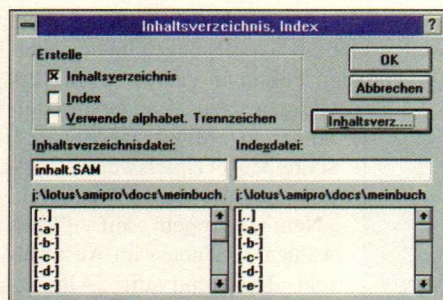 Inhaltsverzeichnis, Index ?
Erstelle
Inhaltsverzeichnis
Index
Verwende alphabet. Trennzeichen
OK
Abbrechen
Inhaltsverz....
Inhaltsverzeichnisdatei:
inhalt.SAM
j:\lotus\amipro\docs\meinbuch
[..]
[-a-]
[-b-]
[-c-]
[-d-]
[-e-]
Indexdatei:
j:\lotus\amipro\docs\meinbuch
[..]
[-a-]
[-b-]
[-c-]
[-d-]
[-e-]